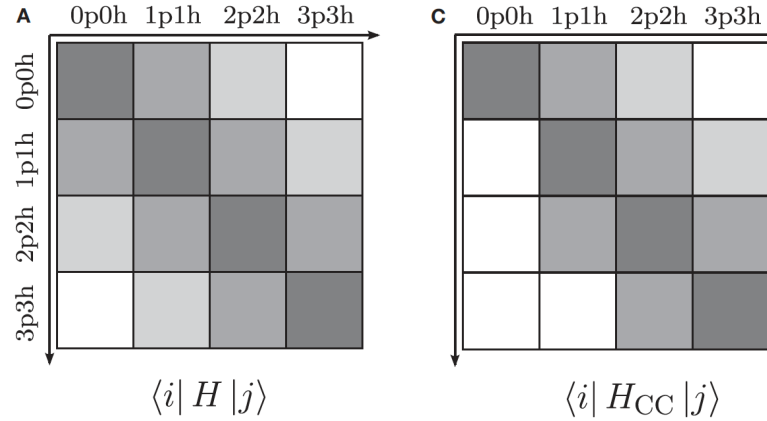 A 0p0h 1p1h 2p2h 3p3h
0p0h
1p1h
2p2h
3p3h
⟨i| H |j⟩
C 0p0h 1p1h 2p2h 3p3h
⟨i| H_CC |j⟩